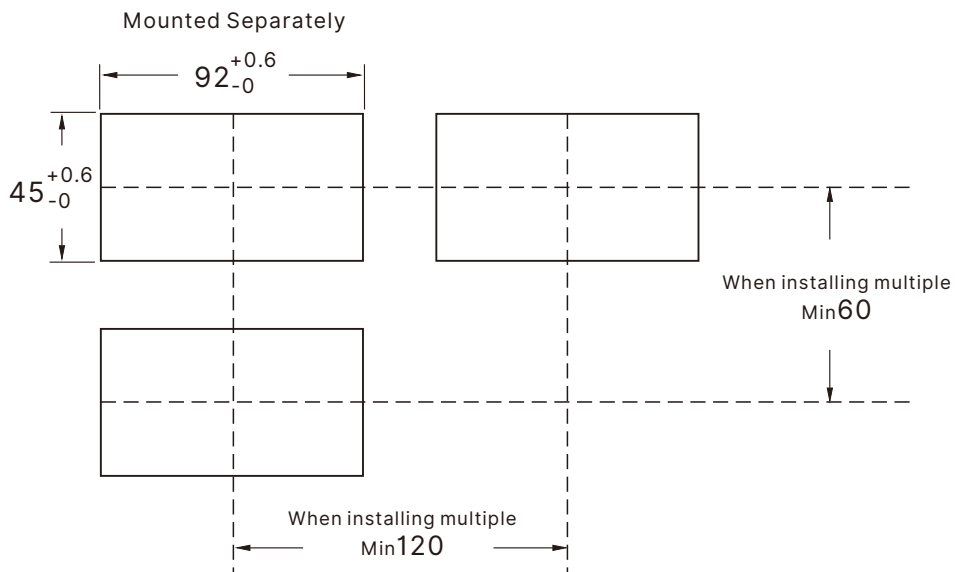 Mounted Separately
92 +0.6 -0
45 +0.6 -0
When installing multiple
Min60
When installing multiple
Min120